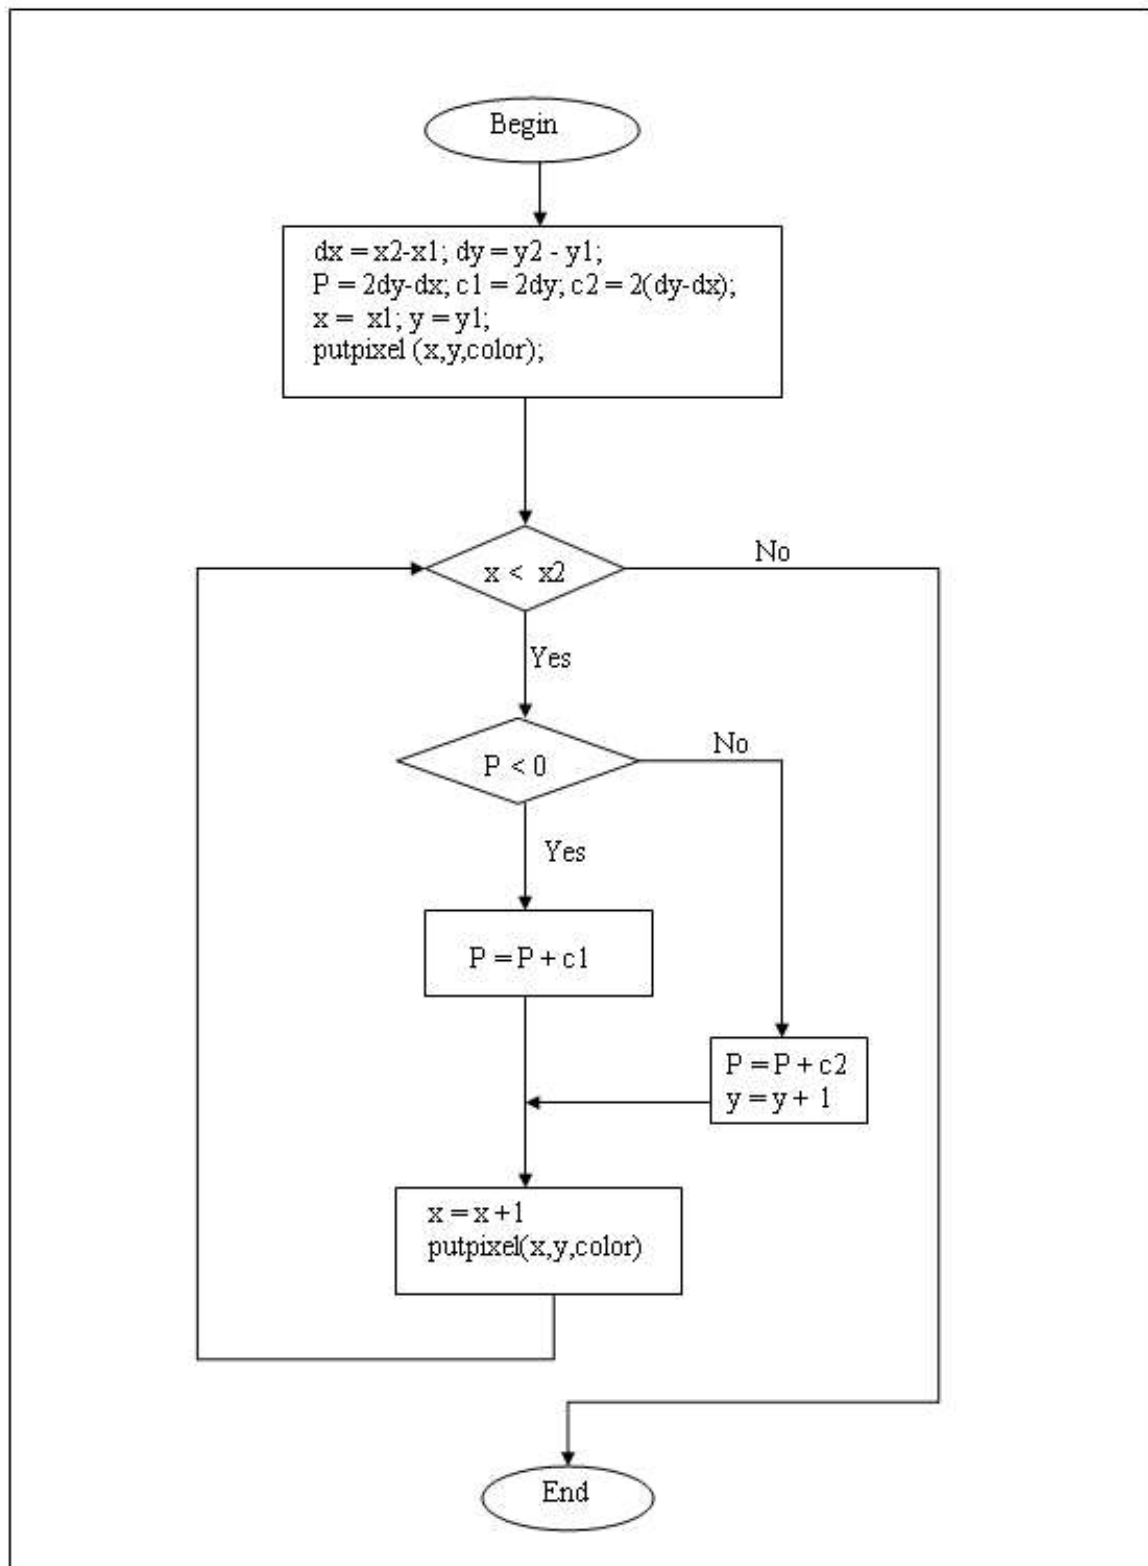 Begin
dx = x2-x1; dy = y2 - y1;
P = 2dy-dx; c1 = 2dy; c2 = 2(dy-dx);
x =  x1; y = y1;
putpixel (x,y,color);
x <  x2
No
Yes
P < 0
No
Yes
P = P + c1
P = P + c2
y = y + 1
x = x +1
putpixel(x,y,color)
End